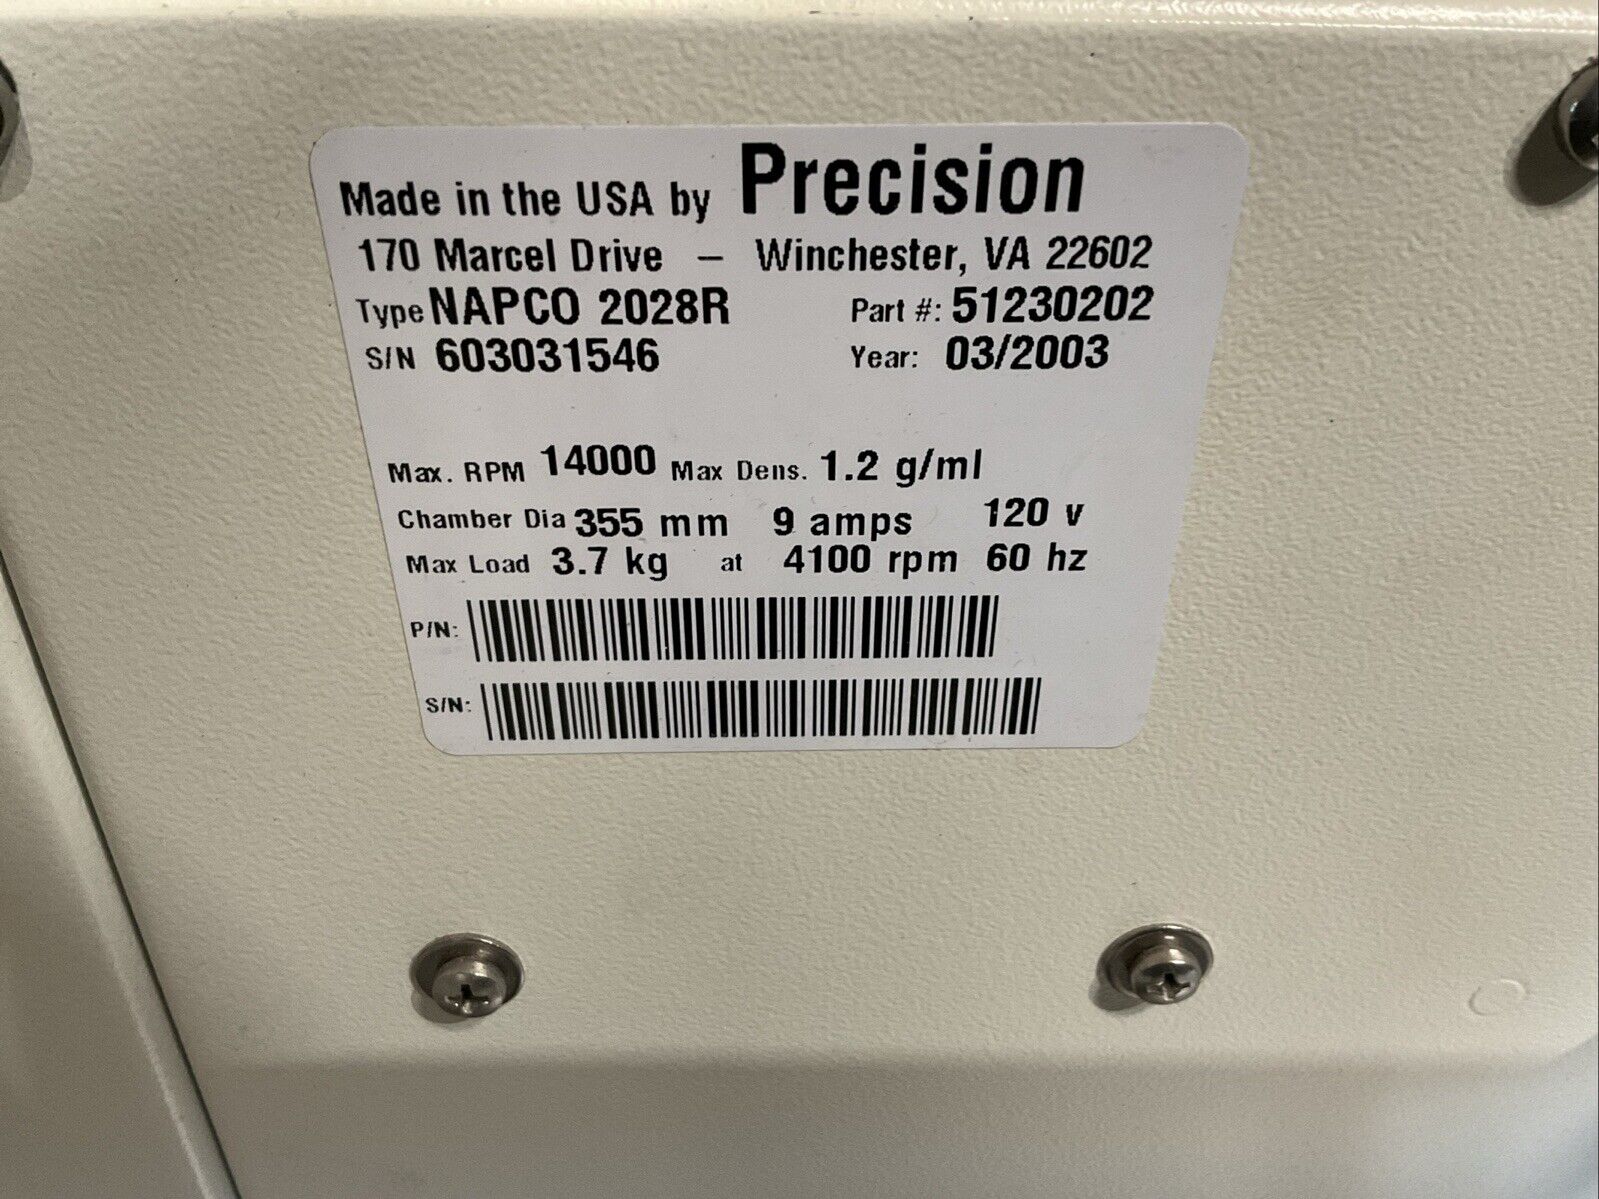 Made in the USA by Precision
170 Marcel Drive – Winchester, VA 22602
Type NAPCO 2028R Part #: 51230202
S/N 603031546 Year: 03/2003
Max. RPM 14000 Max Dens. 1.2 g/ml
Chamber Dia 355 mm 9 amps 120 v
Max Load 3.7 kg at 4100 rpm 60 hz
P/N:
S/N: